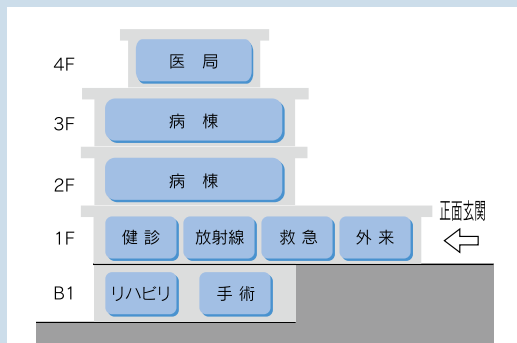 4F 医局
3F 病棟
2F 病棟
正面玄関
1F 健診 放射線 救急 外来
B1 リハビリ 手術